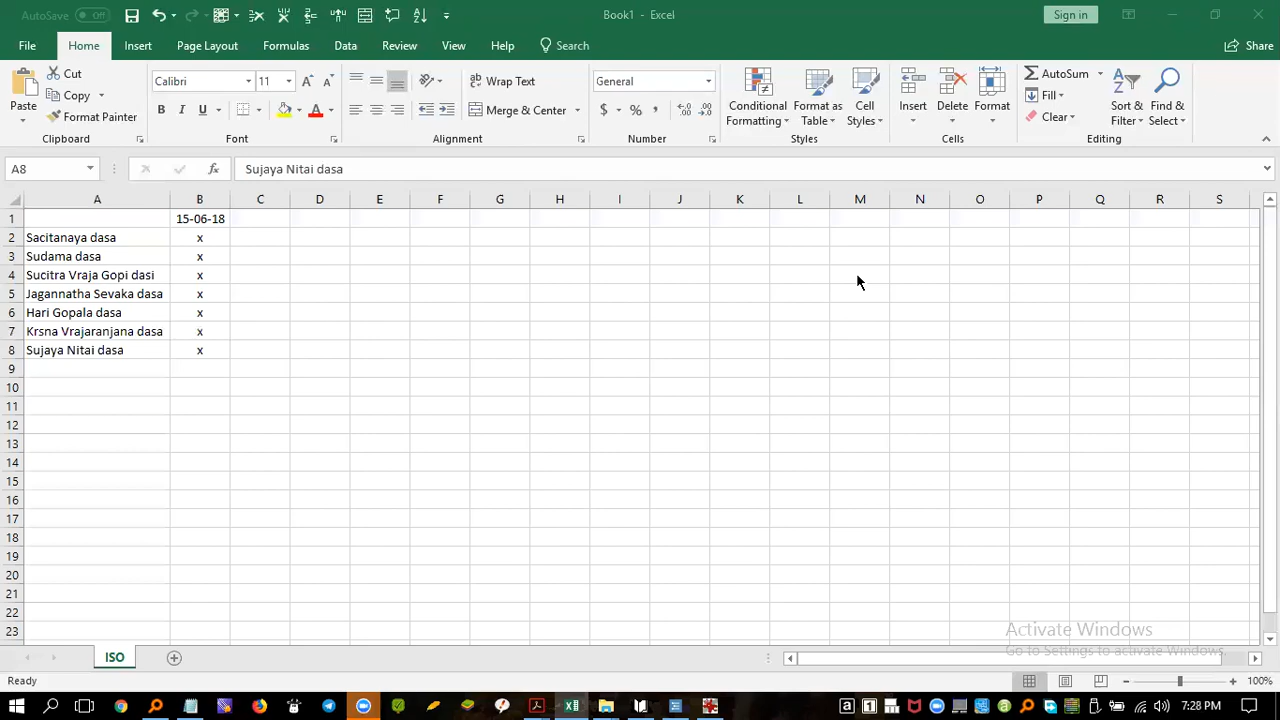 AutoSave Off
Book1 - Excel
Sign in
File Home Insert Page Layout Formulas Data Review View Help Search
Share
Cut
Copy
Format Painter
Paste
Clipboard
Calibri 11
B I U
Font
Wrap Text
Merge & Center
Alignment
General
$ % ,
Number
Conditional Formatting
Format as Table
Cell Styles
Styles
Insert Delete Format
Cells
AutoSum
Fill
Clear
Sort & Filter
Find & Select
Editing
A8
fx
Sujaya Nitai dasa
A B C D E F G H I J K L M N O P Q R S
1 15-06-18
2 Sacitanaya dasa x
3 Sudama dasa x
4 Sucitra Vraja Gopi dasi x
5 Jagannatha Sevaka dasa x
6 Hari Gopala dasa x
7 Krsna Vrajaranjana dasa x
8 Sujaya Nitai dasa x
9
10
11
12
13
14
15
16
17
18
19
20
21
22
23
Activate Windows
Go to Settings to activate Windows.
ISO
Ready
100%
7:28 PM